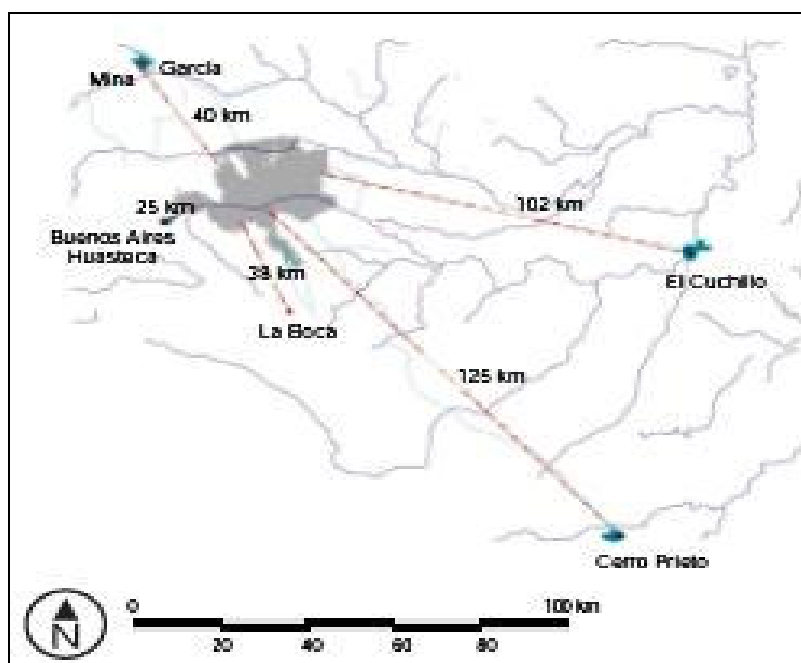 Mina
García
40 km
25 km
Buenos Aires
Huasteca
102 km
38 km
La Boca
El Cuchillo
125 km
Cerro Prieto
N
0
100 km
20
40
60
80